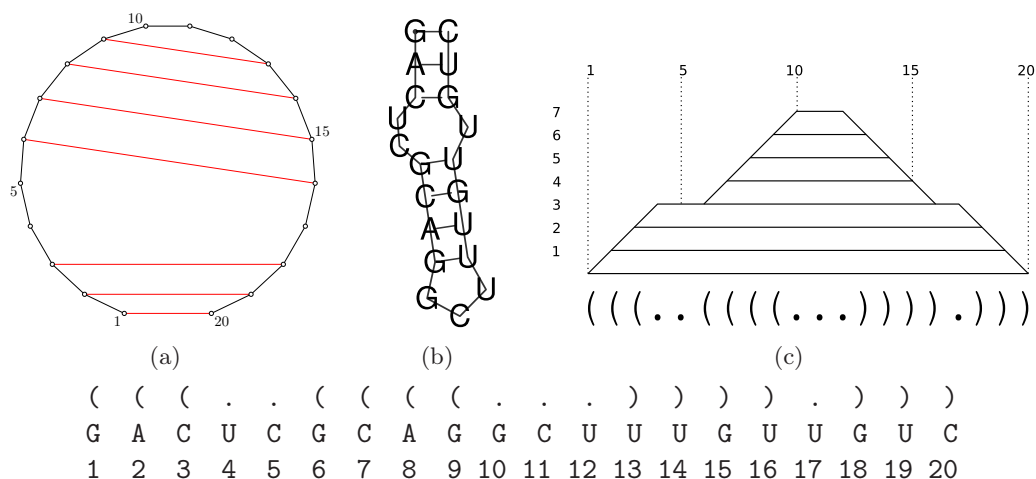 10
15
5
1
20
(a)
G C
A U
C G
U U
C U
G U
C G
A U
G U
G U
C
(b)
1 5 10 15 20
7
6
5
4
3
2
1
(((..((((...)))).)))
(c)
( ( ( . . ( ( ( ( . . . ) ) ) ) . ) ) )
G A C U C G C A G G C U U U G U U G U C
1 2 3 4 5 6 7 8 9 10 11 12 13 14 15 16 17 18 19 20